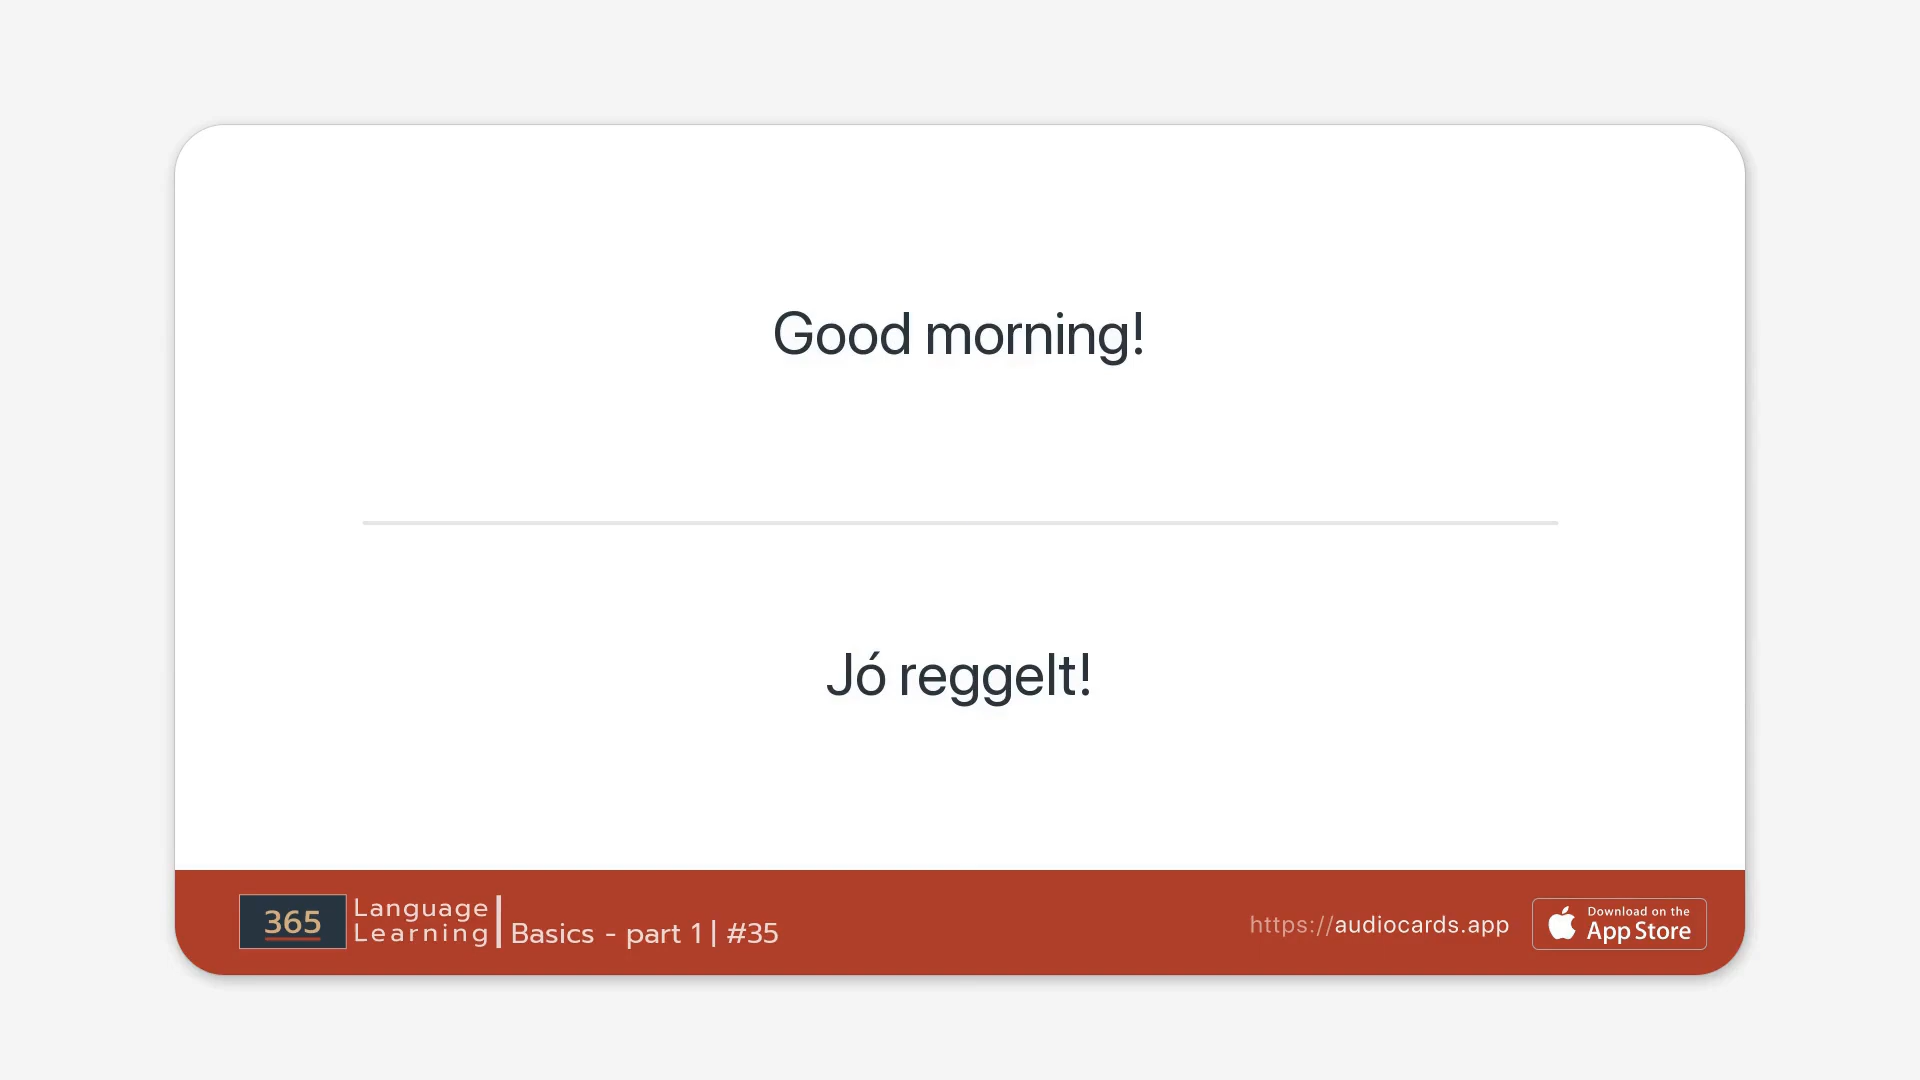 Good morning!
Jó reggelt!
365
Language
Learning
Basics - part 1 | #35
https://audiocards.app
Download on the
App Store